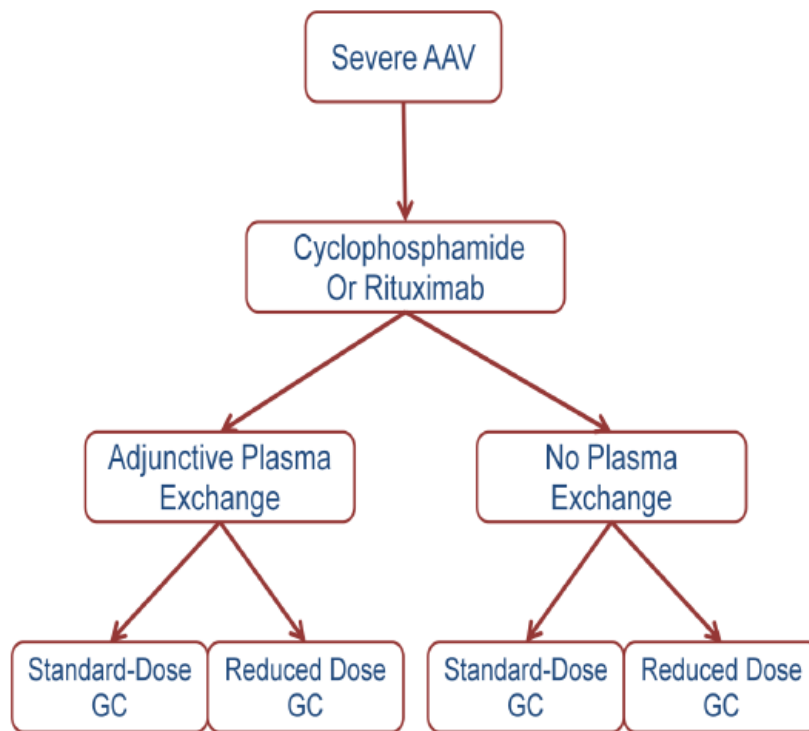 Severe AAV
Cyclophosphamide
Or Rituximab
Adjunctive Plasma
Exchange
No Plasma
Exchange
Standard-Dose
GC
Reduced Dose
GC
Standard-Dose
GC
Reduced Dose
GC